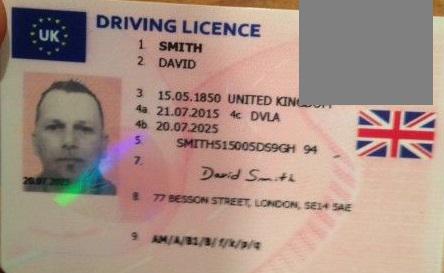 UK
DRIVING LICENCE
1 SMITH
2 DAVID
3 15.05.1850 UNITED KINGDOM
4a 21.07.2015 4c DVLA
4b 20.07.2025
5 SMITH515005DS9GH 94
7. David Smith
8 77 BESSON STREET, LONDON, SE14 5AE
9 AM/A/B1/B/f/k/p/q
20.07.2025